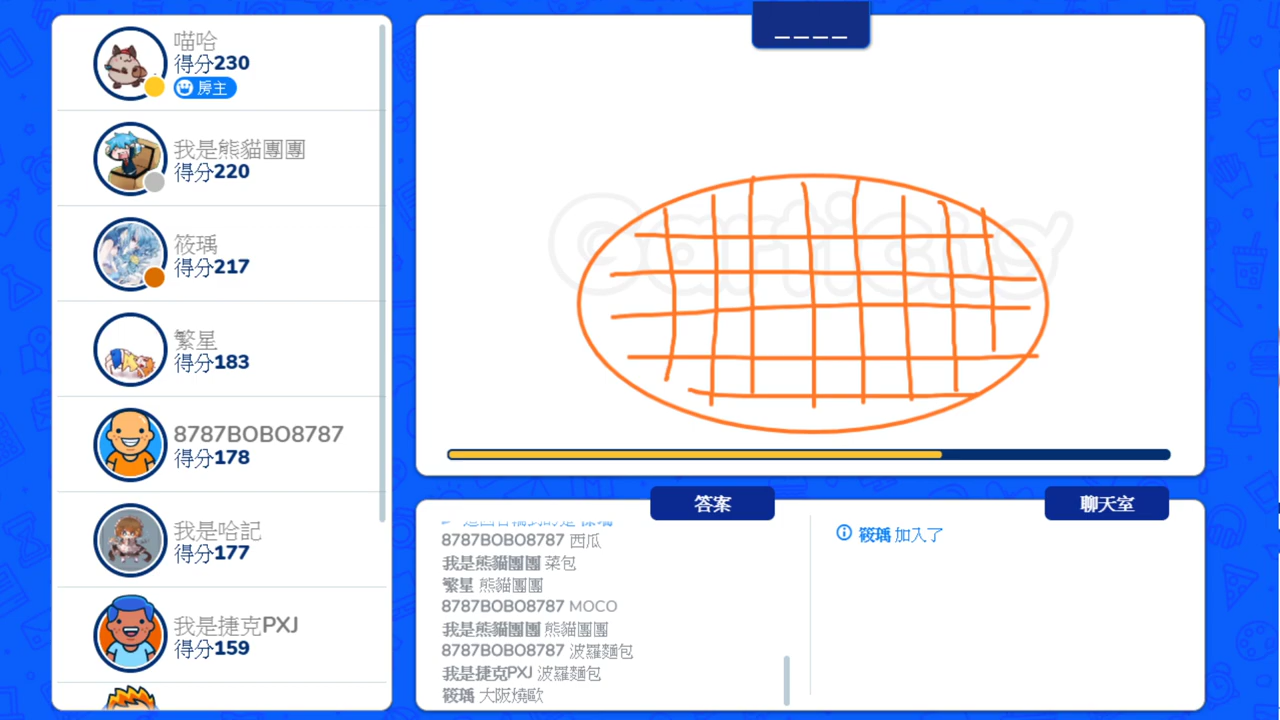 喵哈
得分230
房主
我是熊貓團團
得分220
筱瑀
得分217
繁星
得分183
8787BOBO8787
得分178
我是哈記
得分177
我是捷克PXJ
得分159
_ _ _ _
Gartic.io
答案
8787BOBO8787 西瓜
我是熊貓團團 菜包
繁星 熊貓團團
8787BOBO8787 MOCO
我是熊貓團團 熊貓團團
8787BOBO8787 波羅麵包
我是捷克PXJ 波羅麵包
筱瑀 大阪燒歐
聊天室
筱瑀 加入了